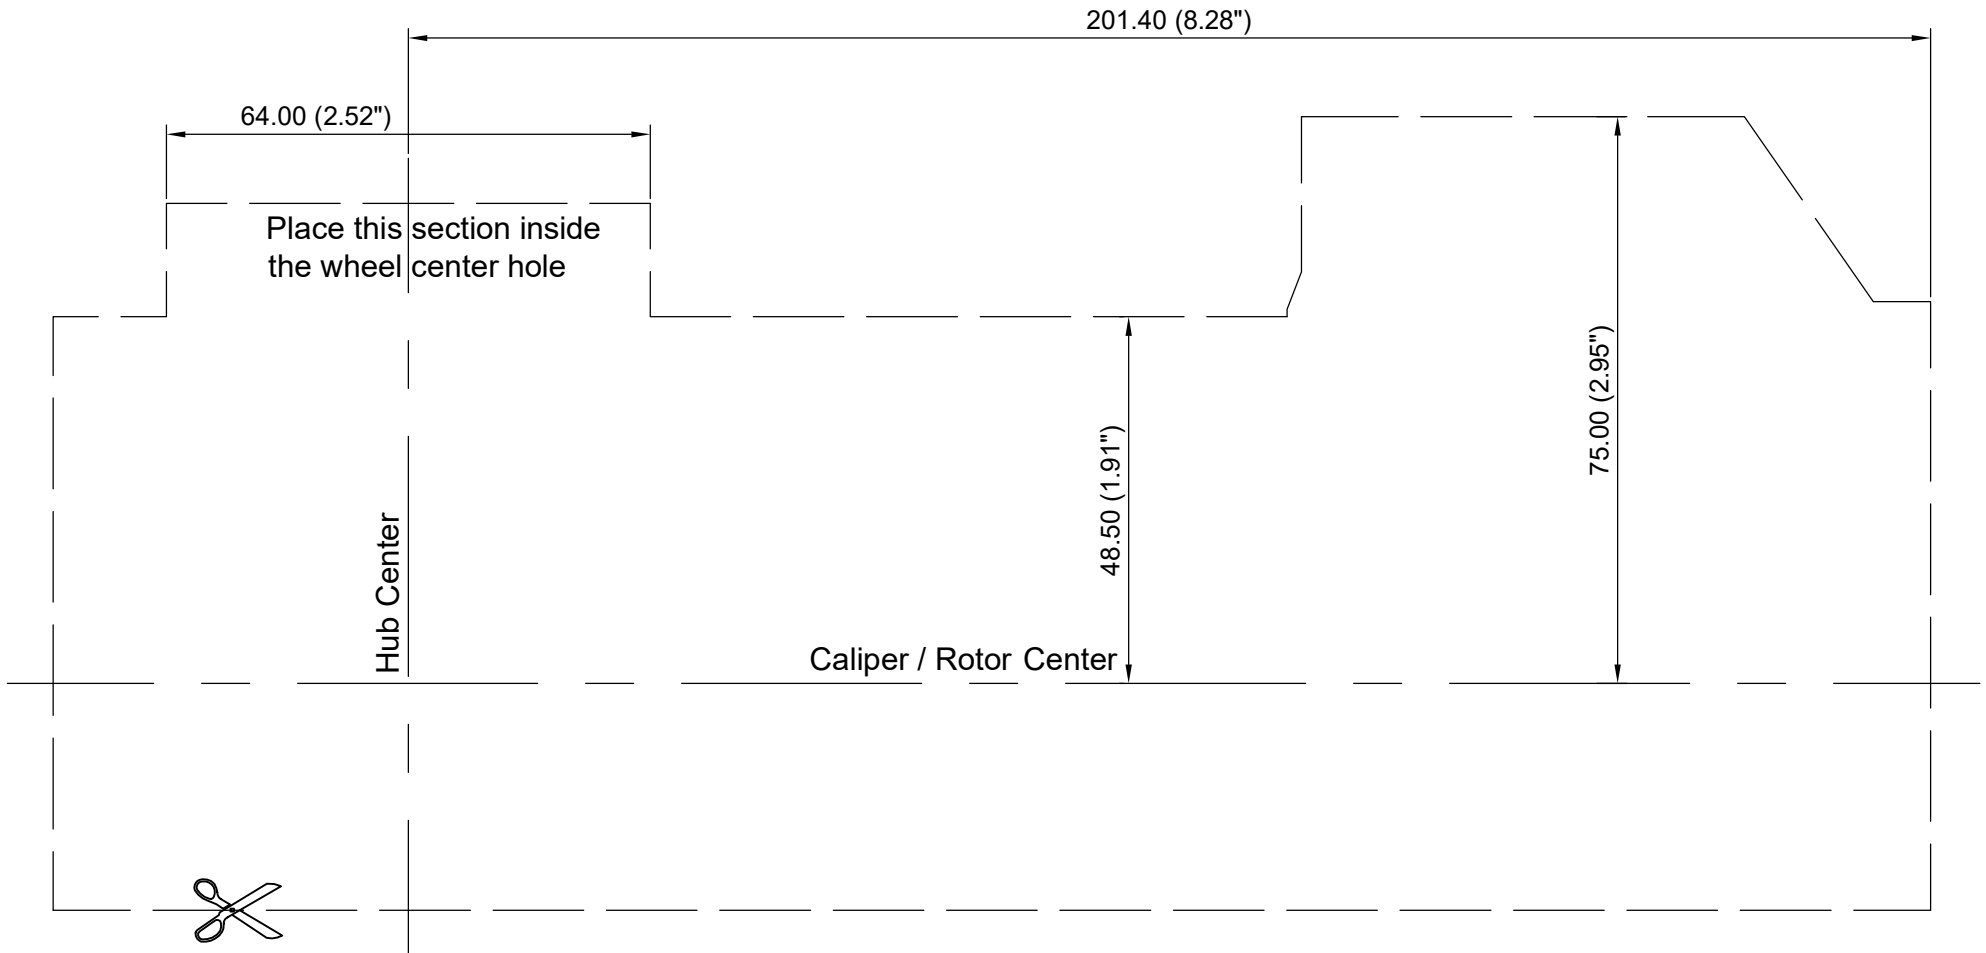 201.40 (8.28")
64.00 (2.52")
Place this section inside
the wheel center hole
75.00 (2.95")
48.50 (1.91")
Hub Center
Caliper / Rotor Center